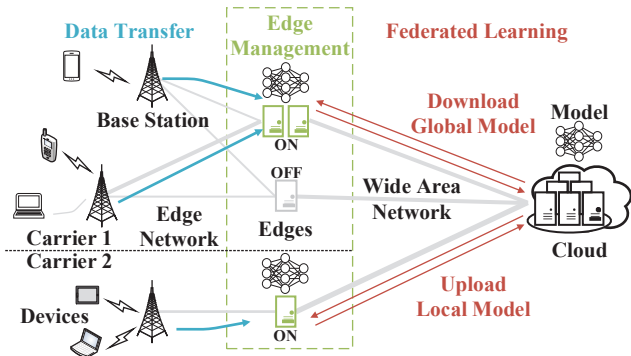 Data Transfer
Edge
Management
Federated Learning
Base Station
ON
Download
Global Model
Model
OFF
Edges
Wide Area
Network
Cloud
Edge
Network
Carrier 1
Carrier 2
Devices
ON
Upload
Local Model